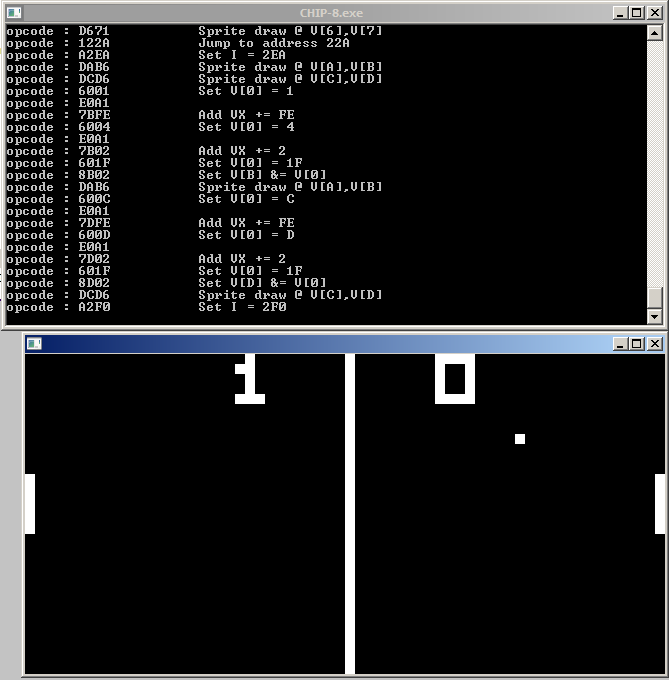 CHIP-8.exe
opcode : D671 Sprite draw @ V[6],V[7]
opcode : 122A Jump to address 22A
opcode : A2EA Set I = 2EA
opcode : DAB6 Sprite draw @ V[A],V[B]
opcode : DCD6 Sprite draw @ V[C],V[D]
opcode : 6001 Set V[0] = 1
opcode : E0A1
opcode : 7BFE Add VX += FE
opcode : 6004 Set V[0] = 4
opcode : E0A1
opcode : 7B02 Add VX += 2
opcode : 601F Set V[0] = 1F
opcode : 8B02 Set V[B] &= V[0]
opcode : DAB6 Sprite draw @ V[A],V[B]
opcode : 600C Set V[0] = C
opcode : E0A1
opcode : 7DFE Add VX += FE
opcode : 600D Set V[0] = D
opcode : E0A1
opcode : 7D02 Add VX += 2
opcode : 601F Set V[0] = 1F
opcode : 8D02 Set V[D] &= V[0]
opcode : DCD6 Sprite draw @ V[C],V[D]
opcode : A2F0 Set I = 2F0
1 0